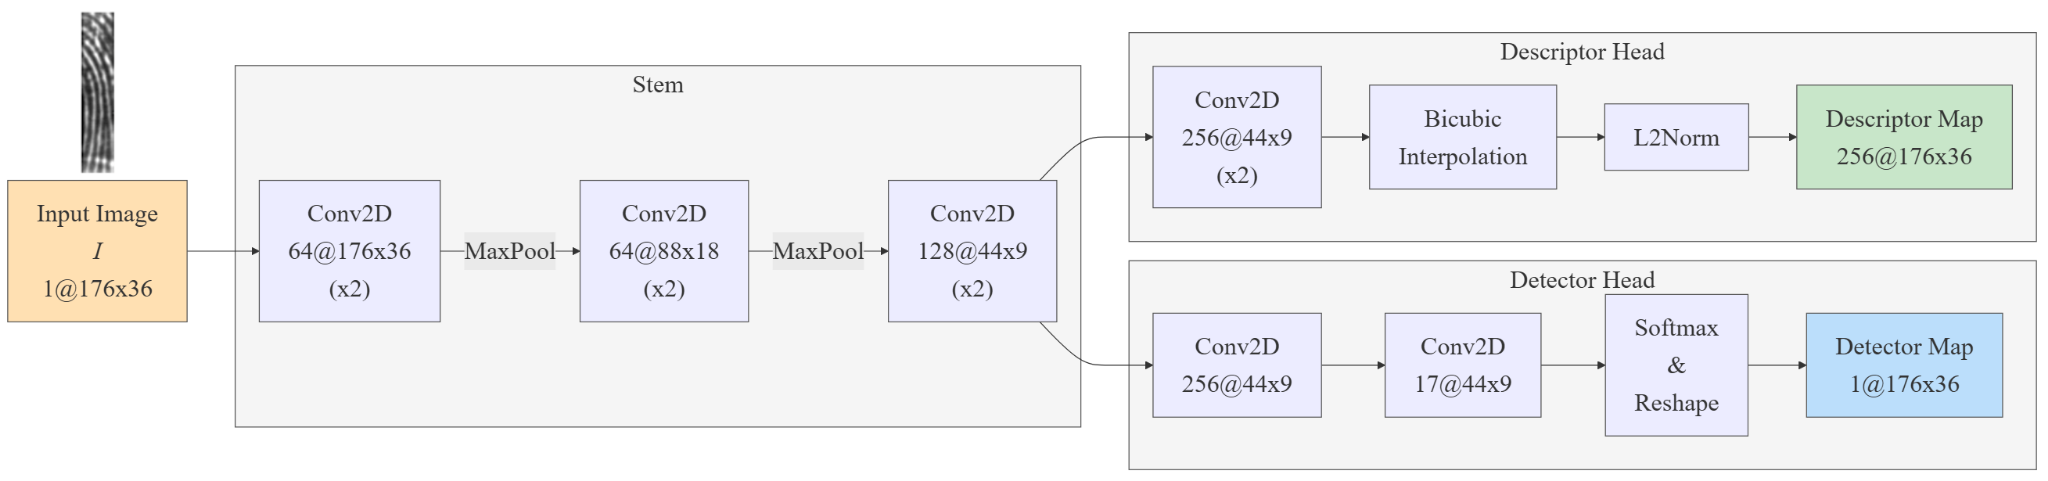 Input Image
I
1@176x36
Stem
Conv2D
64@176x36
(x2)
MaxPool
Conv2D
64@88x18
(x2)
MaxPool
Conv2D
128@44x9
(x2)
Descriptor Head
Conv2D
256@44x9
(x2)
Bicubic
Interpolation
L2Norm
Descriptor Map
256@176x36
Detector Head
Conv2D
256@44x9
Conv2D
17@44x9
Softmax
&
Reshape
Detector Map
1@176x36